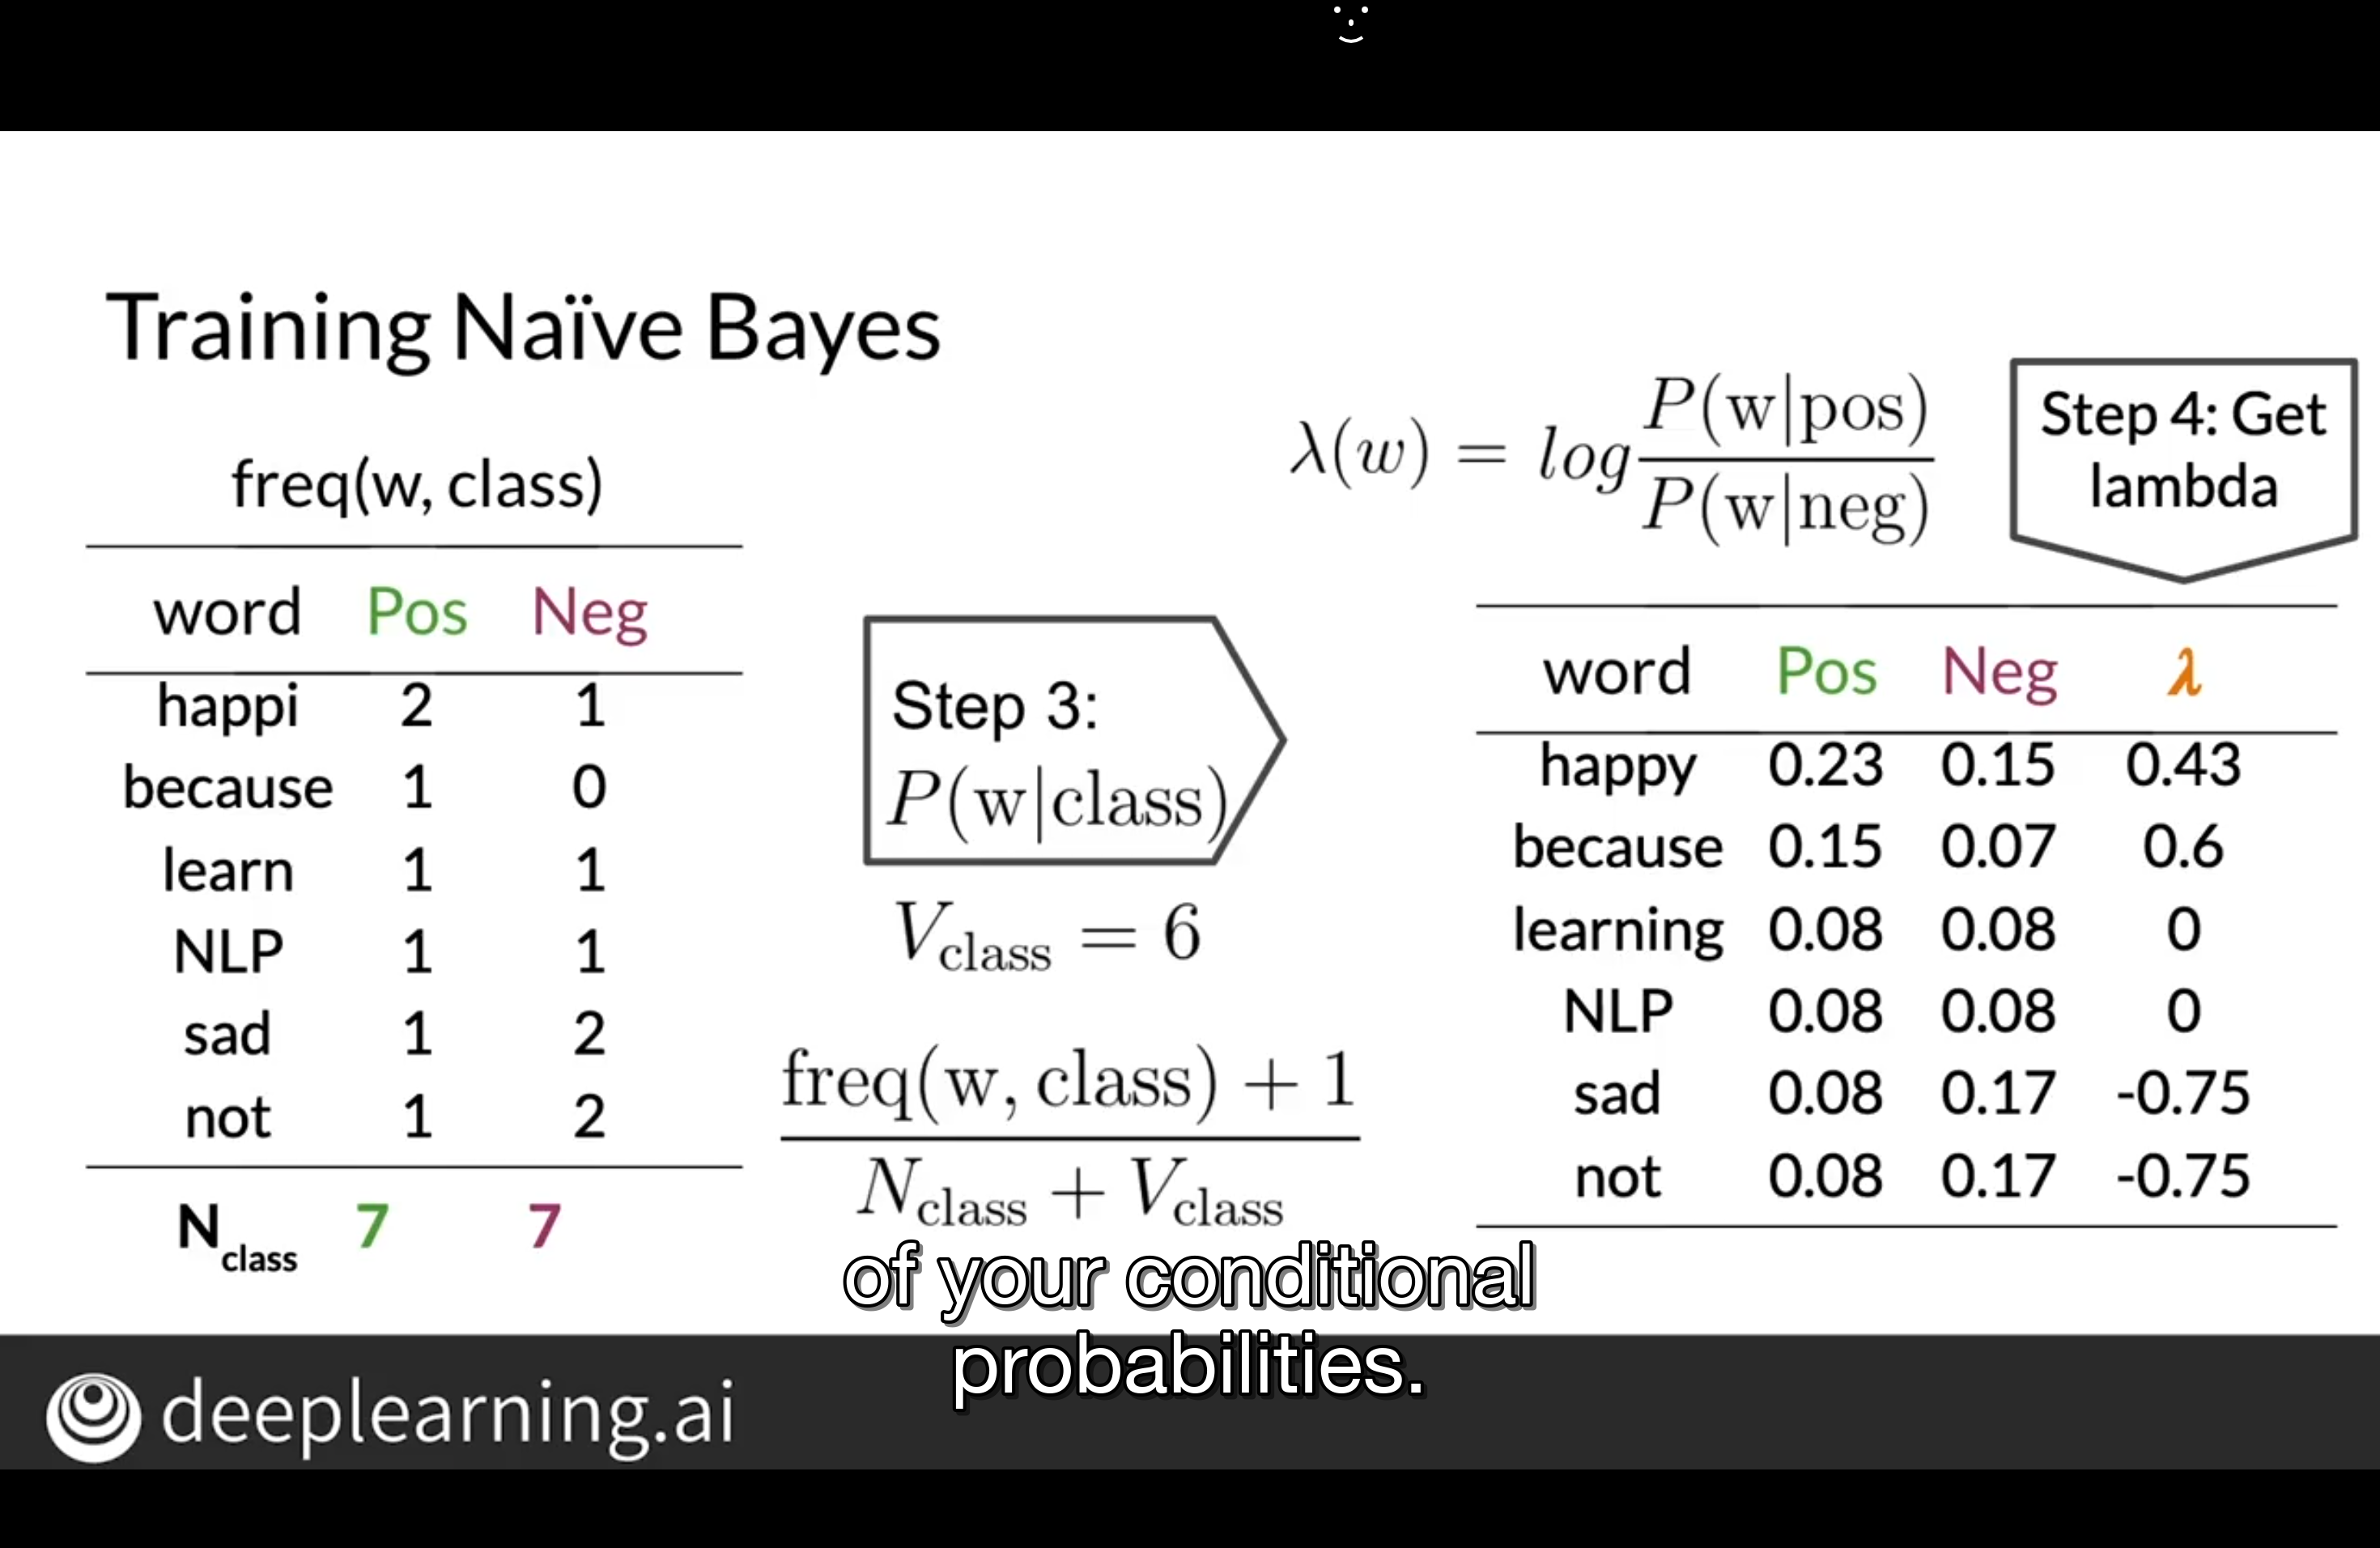 Training Naïve Bayes
freq(w, class)
word Pos Neg
happi 2 1
because 1 0
learn 1 1
NLP 1 1
sad 1 2
not 1 2
N_class 7 7
Step 3:
P(w|class)
V_class = 6
freq(w, class) + 1
N_class + V_class
λ(w) = log P(w|pos) / P(w|neg)
Step 4: Get
lambda
word Pos Neg λ
happy 0.23 0.15 0.43
because 0.15 0.07 0.6
learning 0.08 0.08 0
NLP 0.08 0.08 0
sad 0.08 0.17 -0.75
not 0.08 0.17 -0.75
of your conditional
probabilities.
deeplearning.ai